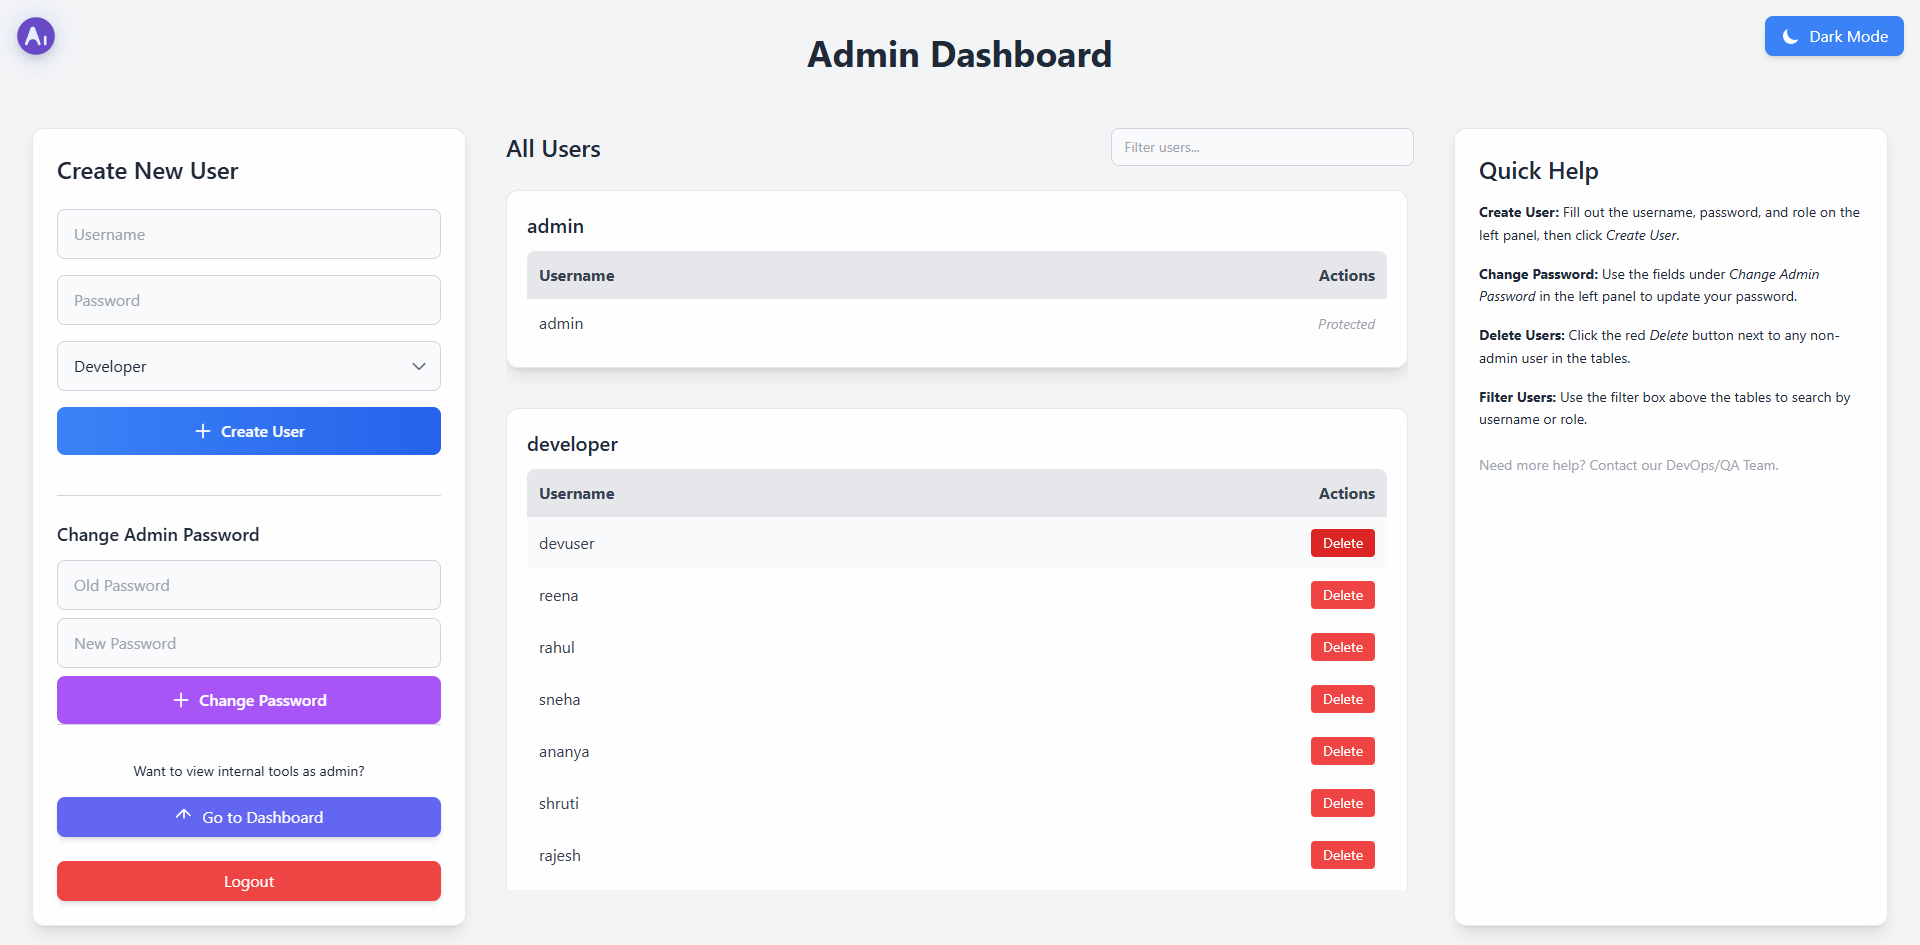 AI
Admin Dashboard
Dark Mode
Create New User
Username
Password
Developer
Create User
Change Admin Password
Old Password
New Password
Change Password
Want to view internal tools as admin?
Go to Dashboard
Logout
All Users
Filter users...
admin
Username Actions
admin Protected
developer
Username Actions
devuser Delete
reena Delete
rahul Delete
sneha Delete
ananya Delete
shruti Delete
rajesh Delete
Quick Help
Create User: Fill out the username, password, and role on the
left panel, then click Create User.
Change Password: Use the fields under Change Admin
Password in the left panel to update your password.
Delete Users: Click the red Delete button next to any non-
admin user in the tables.
Filter Users: Use the filter box above the tables to search by
username or role.
Need more help? Contact our DevOps/QA Team.